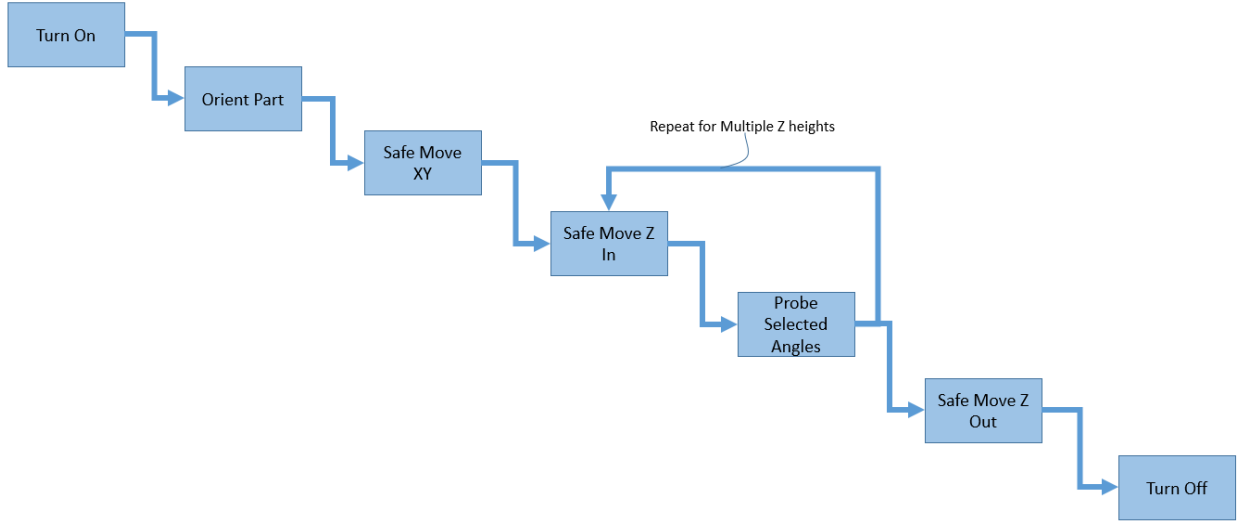 Turn On
Orient Part
Repeat for Multiple Z heights
Safe Move
XY
Safe Move Z
In
Probe
Selected
Angles
Safe Move Z
Out
Turn Off